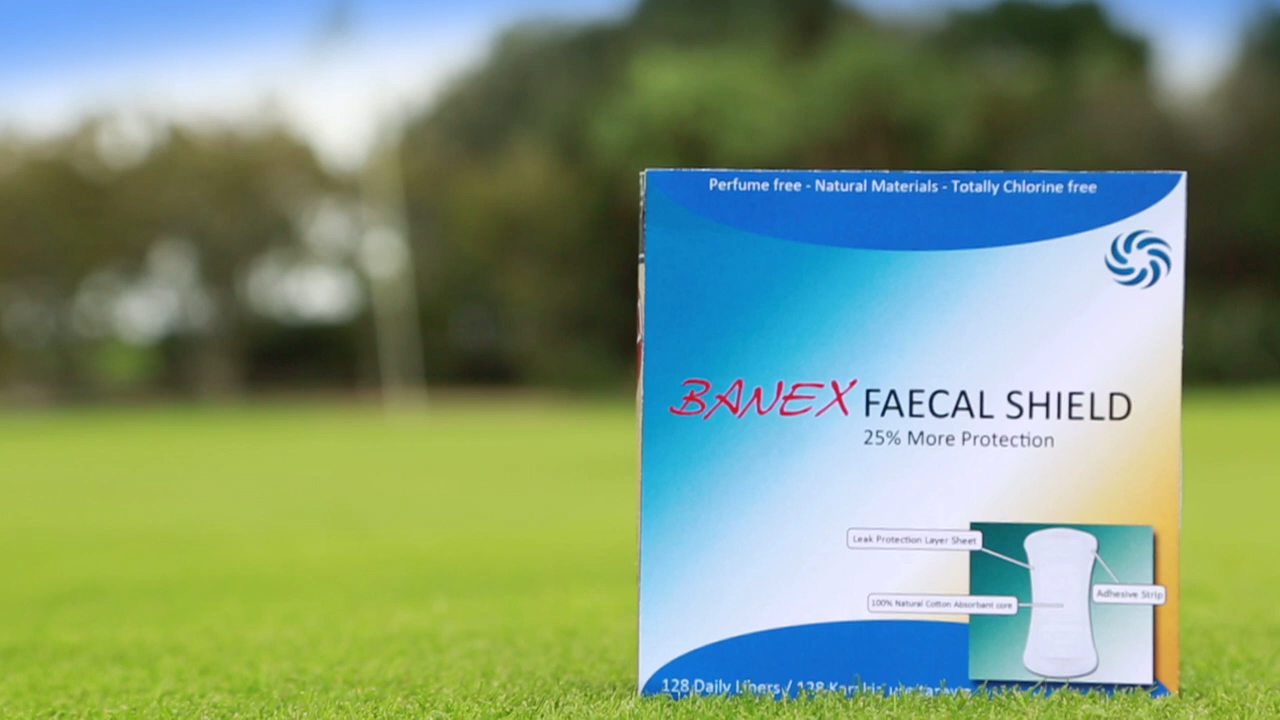 Perfume free - Natural Materials - Totally Chlorine free
BANEX FAECAL SHIELD
25% More Protection
Leak Protection Layer Sheet
100% Natural Cotton Absorbant core
Adhesive Strip
128 Daily Liners / 128